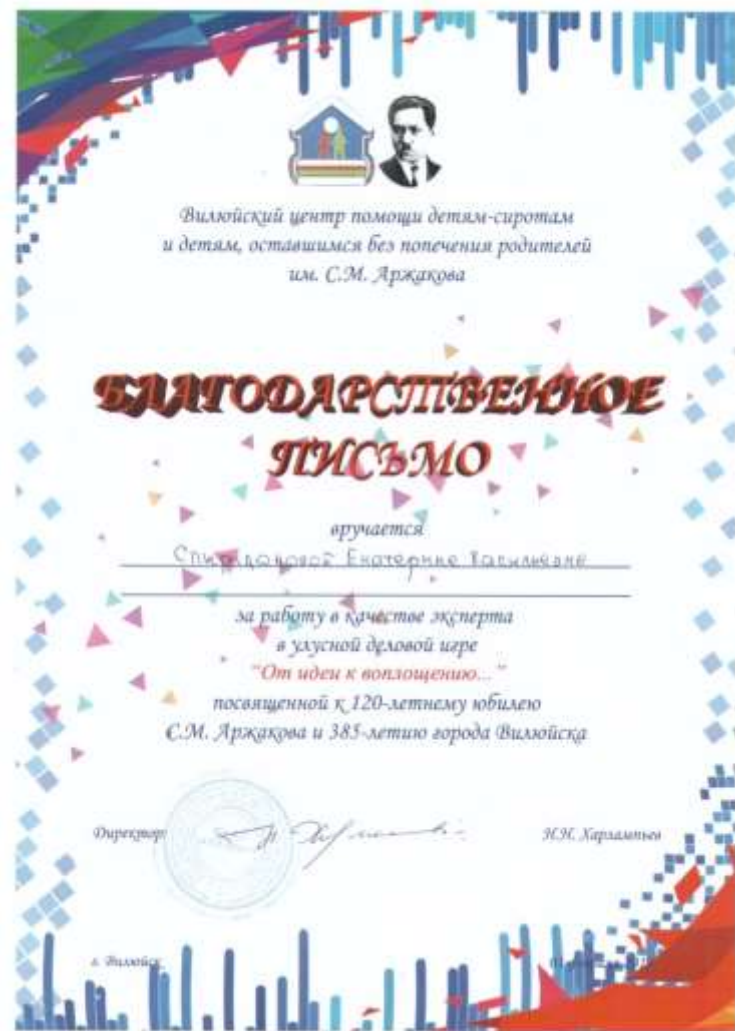 Вилюйский центр помощи детям-сиротам
и детям, оставшимся без попечения родителей
им. С.М. Аржакова
БЛАГОДАРСТВЕННОЕ
ПИСЬМО
вручается
Спиридоновой Екатерине Васильевне
за работу в качестве эксперта
в улусной деловой игре
"От идеи к воплощению..."
посвященной к 120-летнему юбилею
С.М. Аржакова и 385-летию города Вилюйска
Директор: Н.Н. Харлампьев
г. Вилюйск